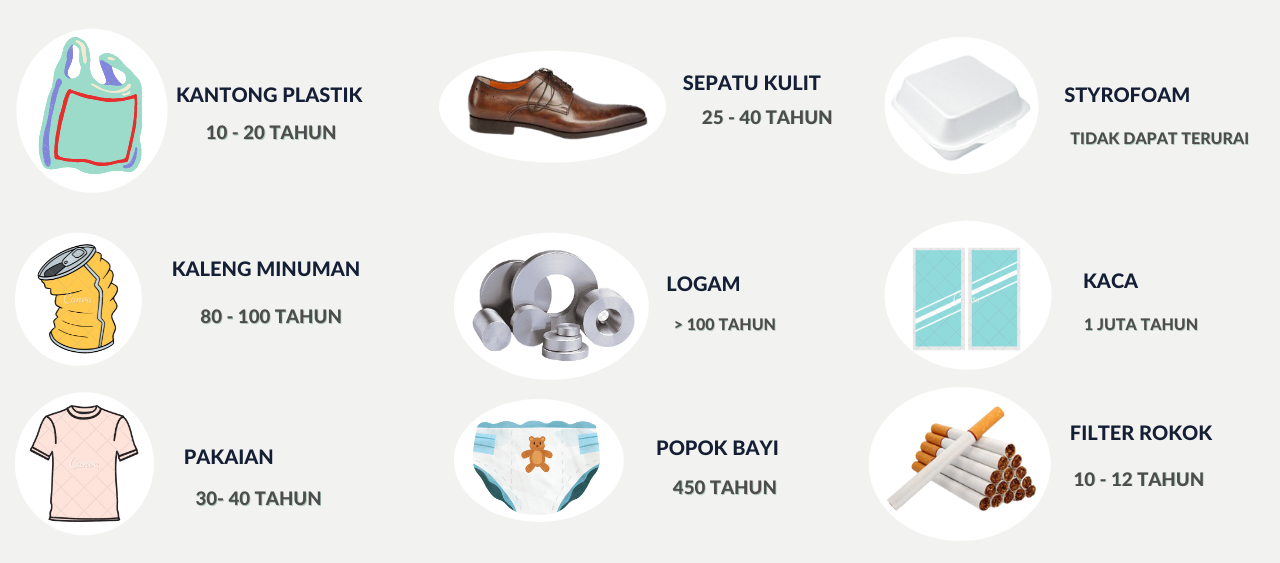 KANTONG PLASTIK
10 - 20 TAHUN
SEPATU KULIT
25 - 40 TAHUN
STYROFOAM
TIDAK DAPAT TERURAI
KALENG MINUMAN
80 - 100 TAHUN
Canva
LOGAM
> 100 TAHUN
KACA
1 JUTA TAHUN
PAKAIAN
30- 40 TAHUN
Canva
POPOK BAYI
450 TAHUN
FILTER ROKOK
10 - 12 TAHUN